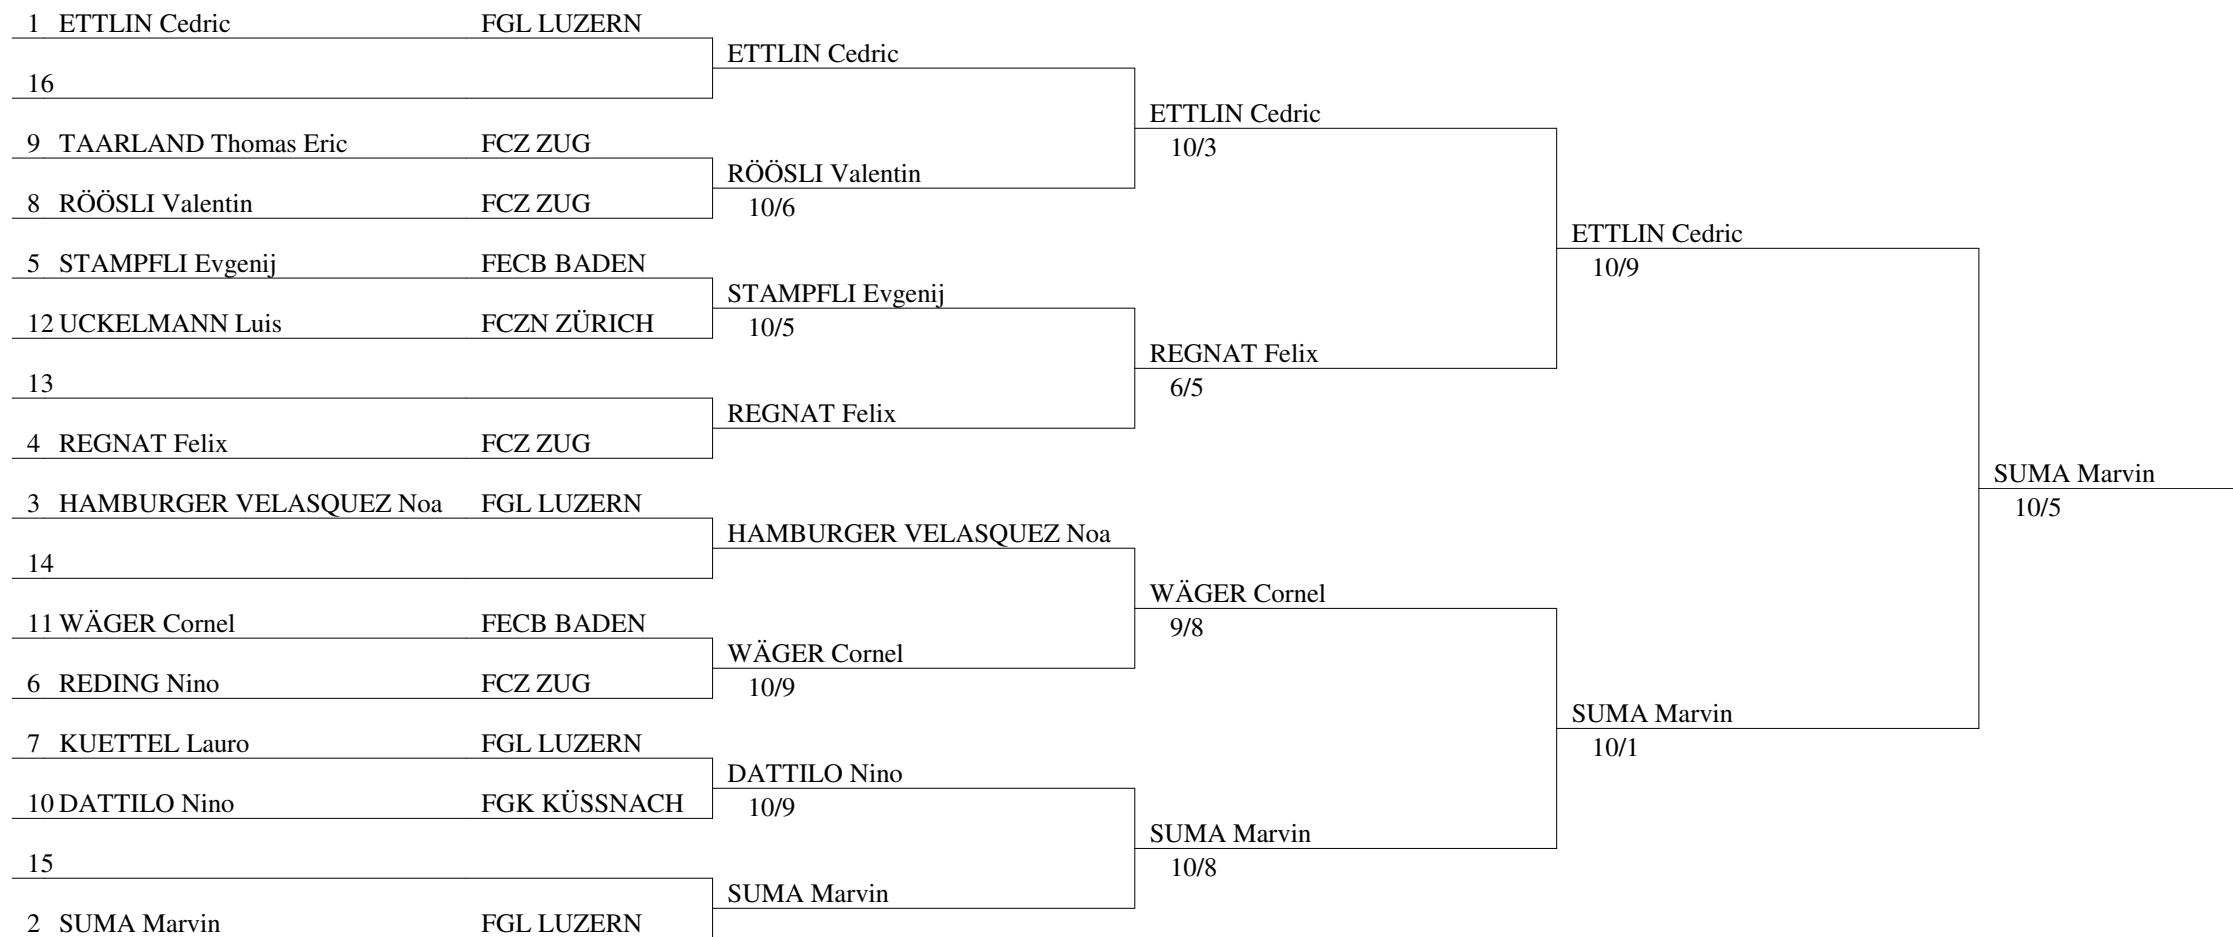 1 ETTLIN Cedric FGL LUZERN
16
9 TAARLAND Thomas Eric FCZ ZUG
8 RÖÖSLI Valentin FCZ ZUG
5 STAMPFLI Evgenij FECB BADEN
12 UCKELMANN Luis FCZN ZÜRICH
13
4 REGNAT Felix FCZ ZUG
3 HAMBURGER VELASQUEZ Noa FGL LUZERN
14
11 WÄGER Cornel FECB BADEN
6 REDING Nino FCZ ZUG
7 KUETTEL Lauro FGL LUZERN
10 DATTILO Nino FGK KÜSSNACH
15
2 SUMA Marvin FGL LUZERN
ETTLIN Cedric
RÖÖSLI Valentin
10/6
STAMPFLI Evgenij
10/5
REGNAT Felix
HAMBURGER VELASQUEZ Noa
WÄGER Cornel
10/9
DATTILO Nino
10/9
SUMA Marvin
ETTLIN Cedric
10/3
REGNAT Felix
6/5
WÄGER Cornel
9/8
SUMA Marvin
10/8
ETTLIN Cedric
10/9
SUMA Marvin
10/1
SUMA Marvin
10/5